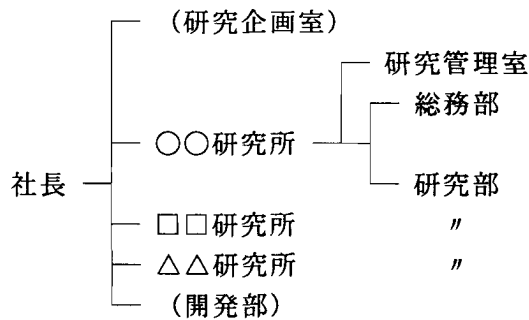 (研究企画室)
研究管理室
総務部
○○研究所
社長
研究部
□□研究所 〃
△△研究所 〃
(開発部)